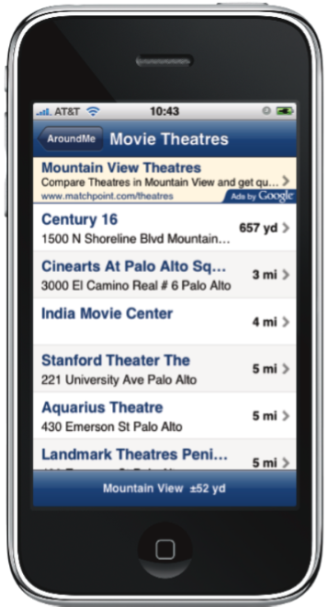 AT&T 10:43
AroundMe Movie Theatres
Mountain View Theatres
Compare Theatres in Mountain View and get qu...
www.matchpoint.com/theatres Ads by Google
Century 16
657 yd
1500 N Shoreline Blvd Mountain...
Cinearts At Palo Alto Sq...
3 mi
3000 El Camino Real # 6 Palo Alto
India Movie Center
4 mi
Stanford Theater The
5 mi
221 University Ave Palo Alto
Aquarius Theatre
5 mi
430 Emerson St Palo Alto
Landmark Theatres Peni...
5 mi
Mountain View ±52 yd